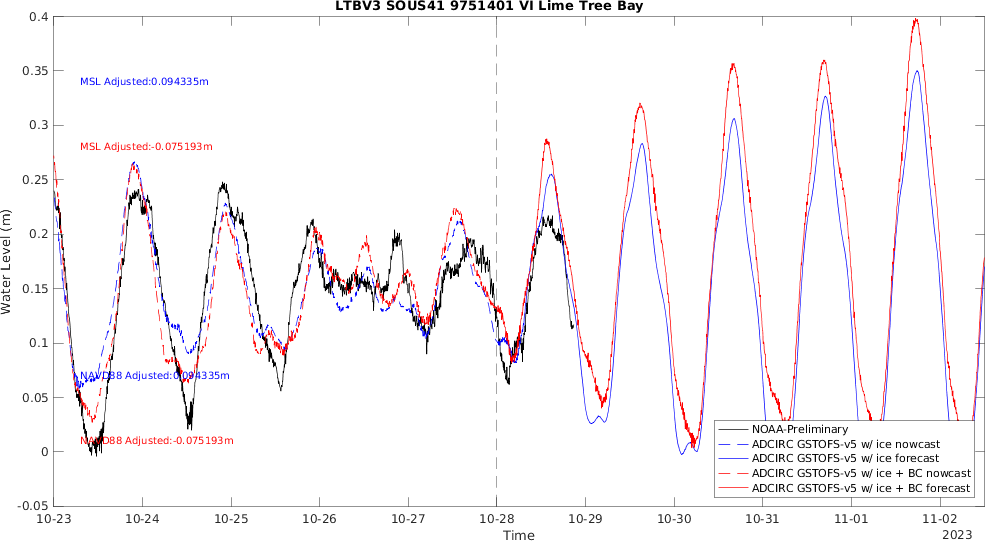 LTBV3 SOUS41 9751401 VI Lime Tree Bay
0.4
0.35
0.3
0.25
0.2
0.15
0.1
0.05
0
-0.05
Water Level (m)
MSL Adjusted:0.094335m
MSL Adjusted:-0.075193m
NAVD88 Adjusted:0.094335m
NAVD88 Adjusted:-0.075193m
NOAA-Preliminary
ADCIRC GSTOFS-v5 w/ ice nowcast
ADCIRC GSTOFS-v5 w/ ice forecast
ADCIRC GSTOFS-v5 w/ ice + BC nowcast
ADCIRC GSTOFS-v5 w/ ice + BC forecast
10-23 10-24 10-25 10-26 10-27 10-28 10-29 10-30 10-31 11-01 11-02
Time
2023